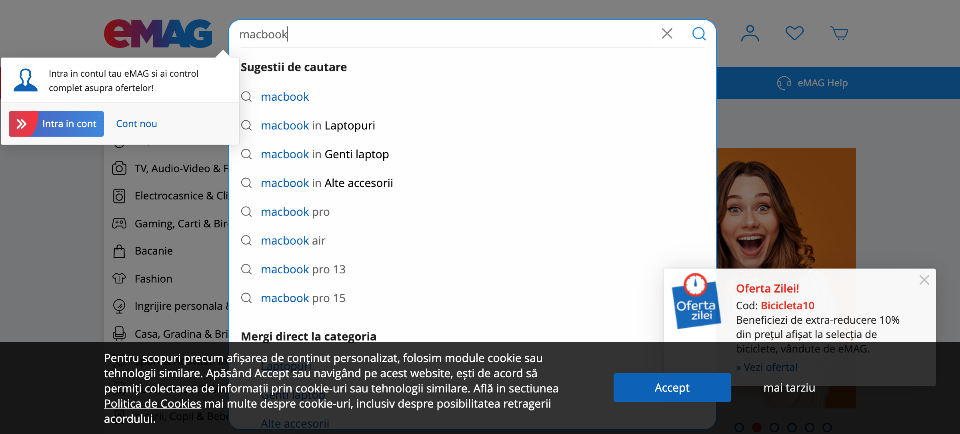 eMAG
macbook
Intra in contul tau eMAG si ai control
complet asupra ofertelor!
Intra in cont
Cont nou
Sugestii de cautare
macbook
macbook in Laptopuri
macbook in Genti laptop
macbook in Alte accesorii
macbook pro
macbook air
macbook pro 13
macbook pro 15
Mergi direct la categoria
Laptopuri
Genti laptop
Alte accesorii
eMAG Help
TV, Audio-Video & F
Electrocasnice & Cli
Gaming, Carti & Bir
Bacanie
Fashion
Ingrijire personala &
Casa, Gradina & Bri
Jucarii, Copii & Bebe
Oferta
zilei
Oferta Zilei!
Cod: Bicicleta10
Beneficiezi de extra-reducere 10%
din prețul afișat la selecția de
biciclete, vândute de eMAG.
» Vezi oferta!
Pentru scopuri precum afișarea de conținut personalizat, folosim module cookie sau
tehnologii similare. Apăsând Accept sau navigând pe acest website, ești de acord să
permiți colectarea de informații prin cookie-uri sau tehnologii similare. Află in sectiunea
Politica de Cookies mai multe despre cookie-uri, inclusiv despre posibilitatea retragerii
acordului.
Accept
mai tarziu